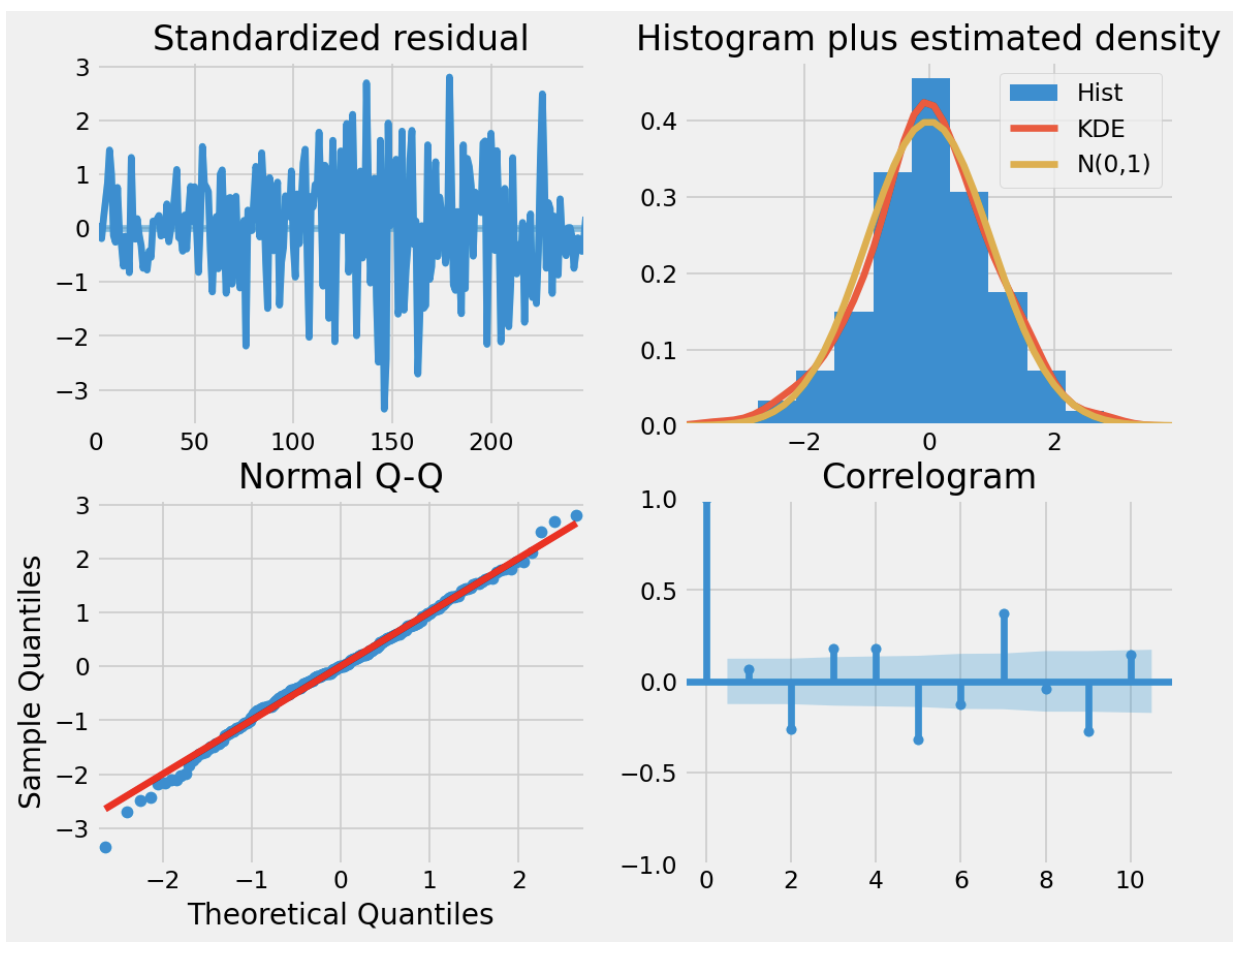 Standardized residual
3
2
1
0
−1
−2
−3
0 50 100 150 200
Histogram plus estimated density
Hist
KDE
N(0,1)
0.4
0.3
0.2
0.1
0.0
−2 0 2
Normal Q-Q
Sample Quantiles
3
2
1
0
−1
−2
−3
−2 −1 0 1 2
Theoretical Quantiles
Correlogram
1.0
0.5
0.0
−0.5
−1.0
0 2 4 6 8 10